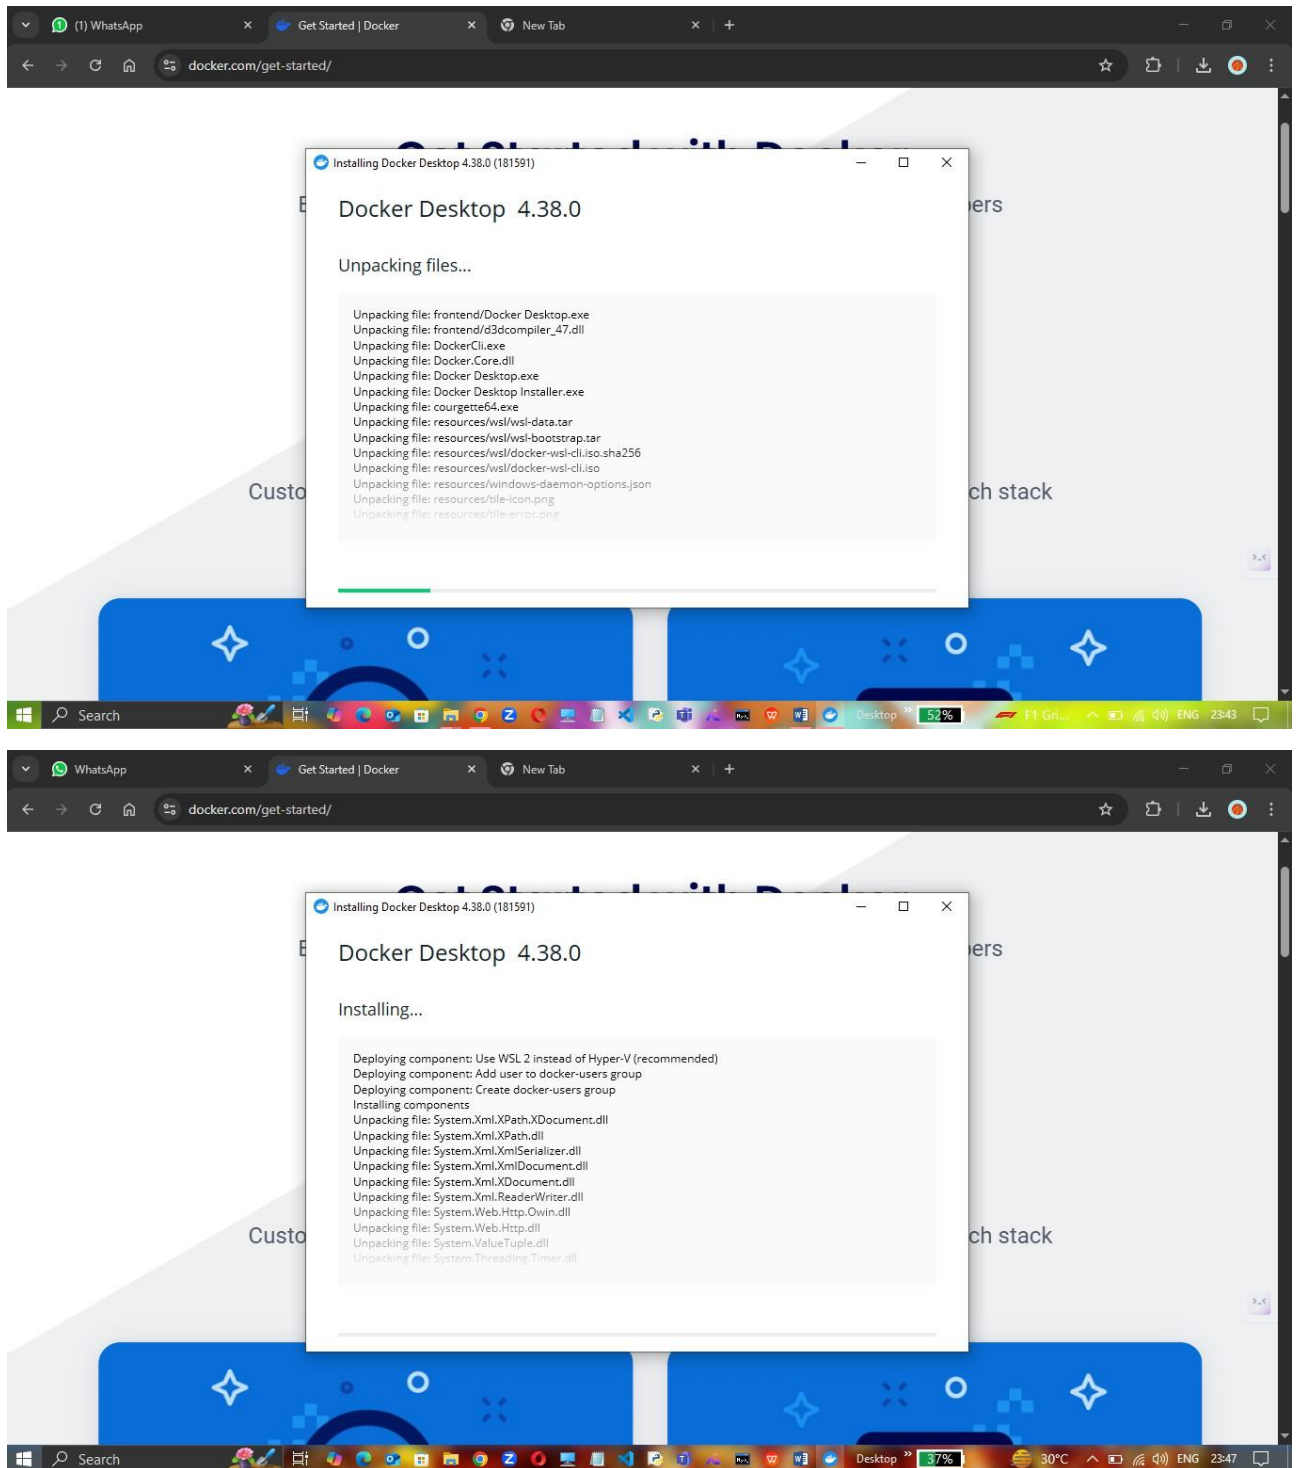 (1) WhatsApp
Get Started | Docker
New Tab
docker.com/get-started/
Installing Docker Desktop 4.38.0 (181591)
Docker Desktop 4.38.0
ers
Unpacking files...
Unpacking file: frontend/Docker Desktop.exe
Unpacking file: frontend/d3dcompiler_47.dll
Unpacking file: DockerCli.exe
Unpacking file: Docker.Core.dll
Unpacking file: Docker Desktop.exe
Unpacking file: Docker Desktop Installer.exe
Unpacking file: courgette64.exe
Unpacking file: resources/wsl/wsl-data.tar
Unpacking file: resources/wsl/wsl-bootstrap.tar
Unpacking file: resources/wsl/docker-wsl-cli.iso.sha256
Unpacking file: resources/wsl/docker-wsl-cli.iso
Unpacking file: resources/windows-daemon-options.json
Custo ch stack
Unpacking file: resources/tile-icon.png
Unpacking file: resources/tile-error.png
Search Desktop 52% F1 Gri... ENG 23:43
WhatsApp
Get Started | Docker
New Tab
docker.com/get-started/
Installing Docker Desktop 4.38.0 (181591)
Docker Desktop 4.38.0
ers
Installing...
Deploying component: Use WSL 2 instead of Hyper-V (recommended)
Deploying component: Add user to docker-users group
Deploying component: Create docker-users group
Installing components
Unpacking file: System.Xml.XPath.XDocument.dll
Unpacking file: System.Xml.XPath.dll
Unpacking file: System.Xml.XmlSerializer.dll
Unpacking file: System.Xml.XmlDocument.dll
Unpacking file: System.Xml.XDocument.dll
Unpacking file: System.Xml.ReaderWriter.dll
Unpacking file: System.Web.Http.Owin.dll
Unpacking file: System.Web.Http.dll
Custo ch stack
Unpacking file: System.ValueTuple.dll
Unpacking file: System.Threading.Timer.dll
Search Desktop 37% 30°C ENG 23:47